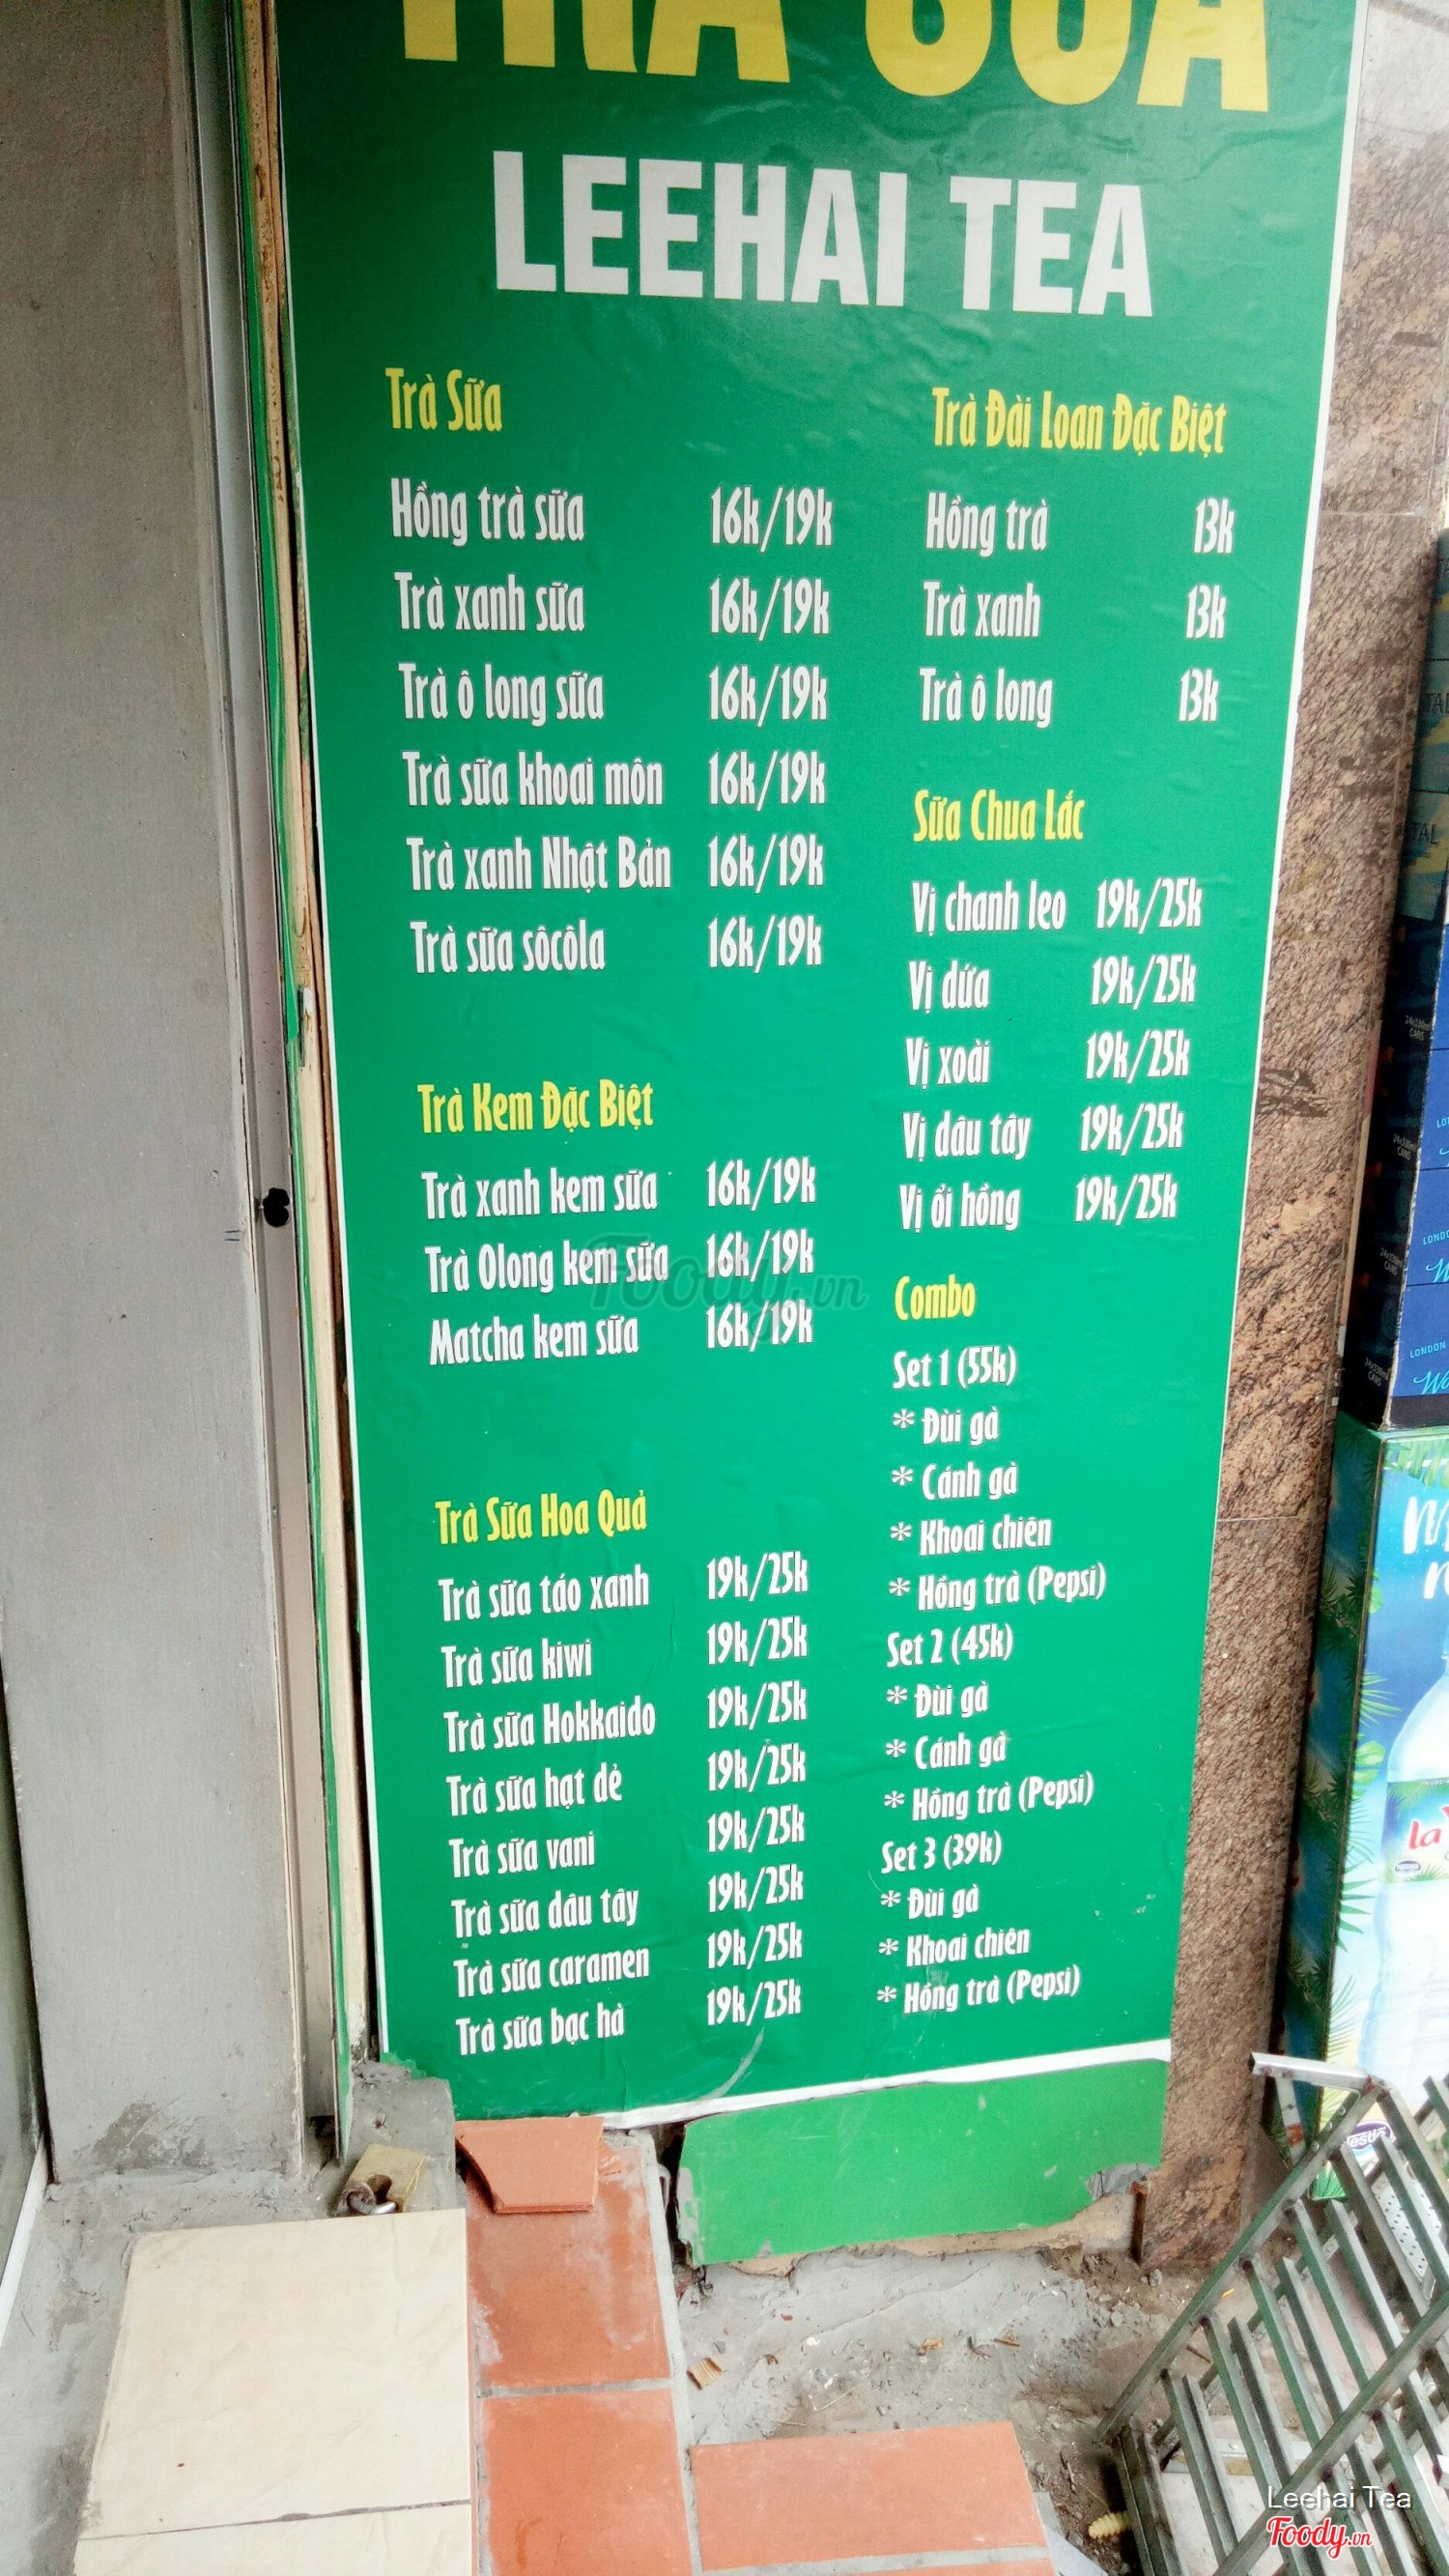 TRÀ SỮA
LEEHAI TEA
Trà Sữa
Hồng trà sữa 16k/19k
Trà xanh sữa 16k/19k
Trà ô long sữa 16k/19k
Trà sữa khoai môn 16k/19k
Trà xanh Nhật Bản 16k/19k
Trà sữa sôcôla 16k/19k
Trà Kem Đặc Biệt
Trà xanh kem sữa 16k/19k
Trà Olong kem sữa 16k/19k
Matcha kem sữa 16k/19k
Trà Sữa Hoa Quả
Trà sữa táo xanh 19k/25k
Trà sữa kiwi 19k/25k
Trà sữa Hokkaido 19k/25k
Trà sữa hạt dẻ 19k/25k
Trà sữa vani 19k/25k
Trà sữa dâu tây 19k/25k
Trà sữa caramen 19k/25k
Trà sữa bạc hà 19k/25k
Trà Đài Loan Đặc Biệt
Hồng trà 13k
Trà xanh 13k
Trà ô long 13k
Sữa Chua Lắc
Vị chanh leo 19k/25k
Vị dứa 19k/25k
Vị xoài 19k/25k
Vị dâu tây 19k/25k
Vị ổi hồng 19k/25k
Combo
Set 1 (55k)
* Đùi gà
* Cánh gà
* Khoai chiên
* Hồng trà (Pepsi)
Set 2 (45k)
* Đùi gà
* Cánh gà
* Hồng trà (Pepsi)
Set 3 (39k)
* Đùi gà
* Khoai chiên
* Hồng trà (Pepsi)
Foody.vn
Leehai Tea
Foody.vn